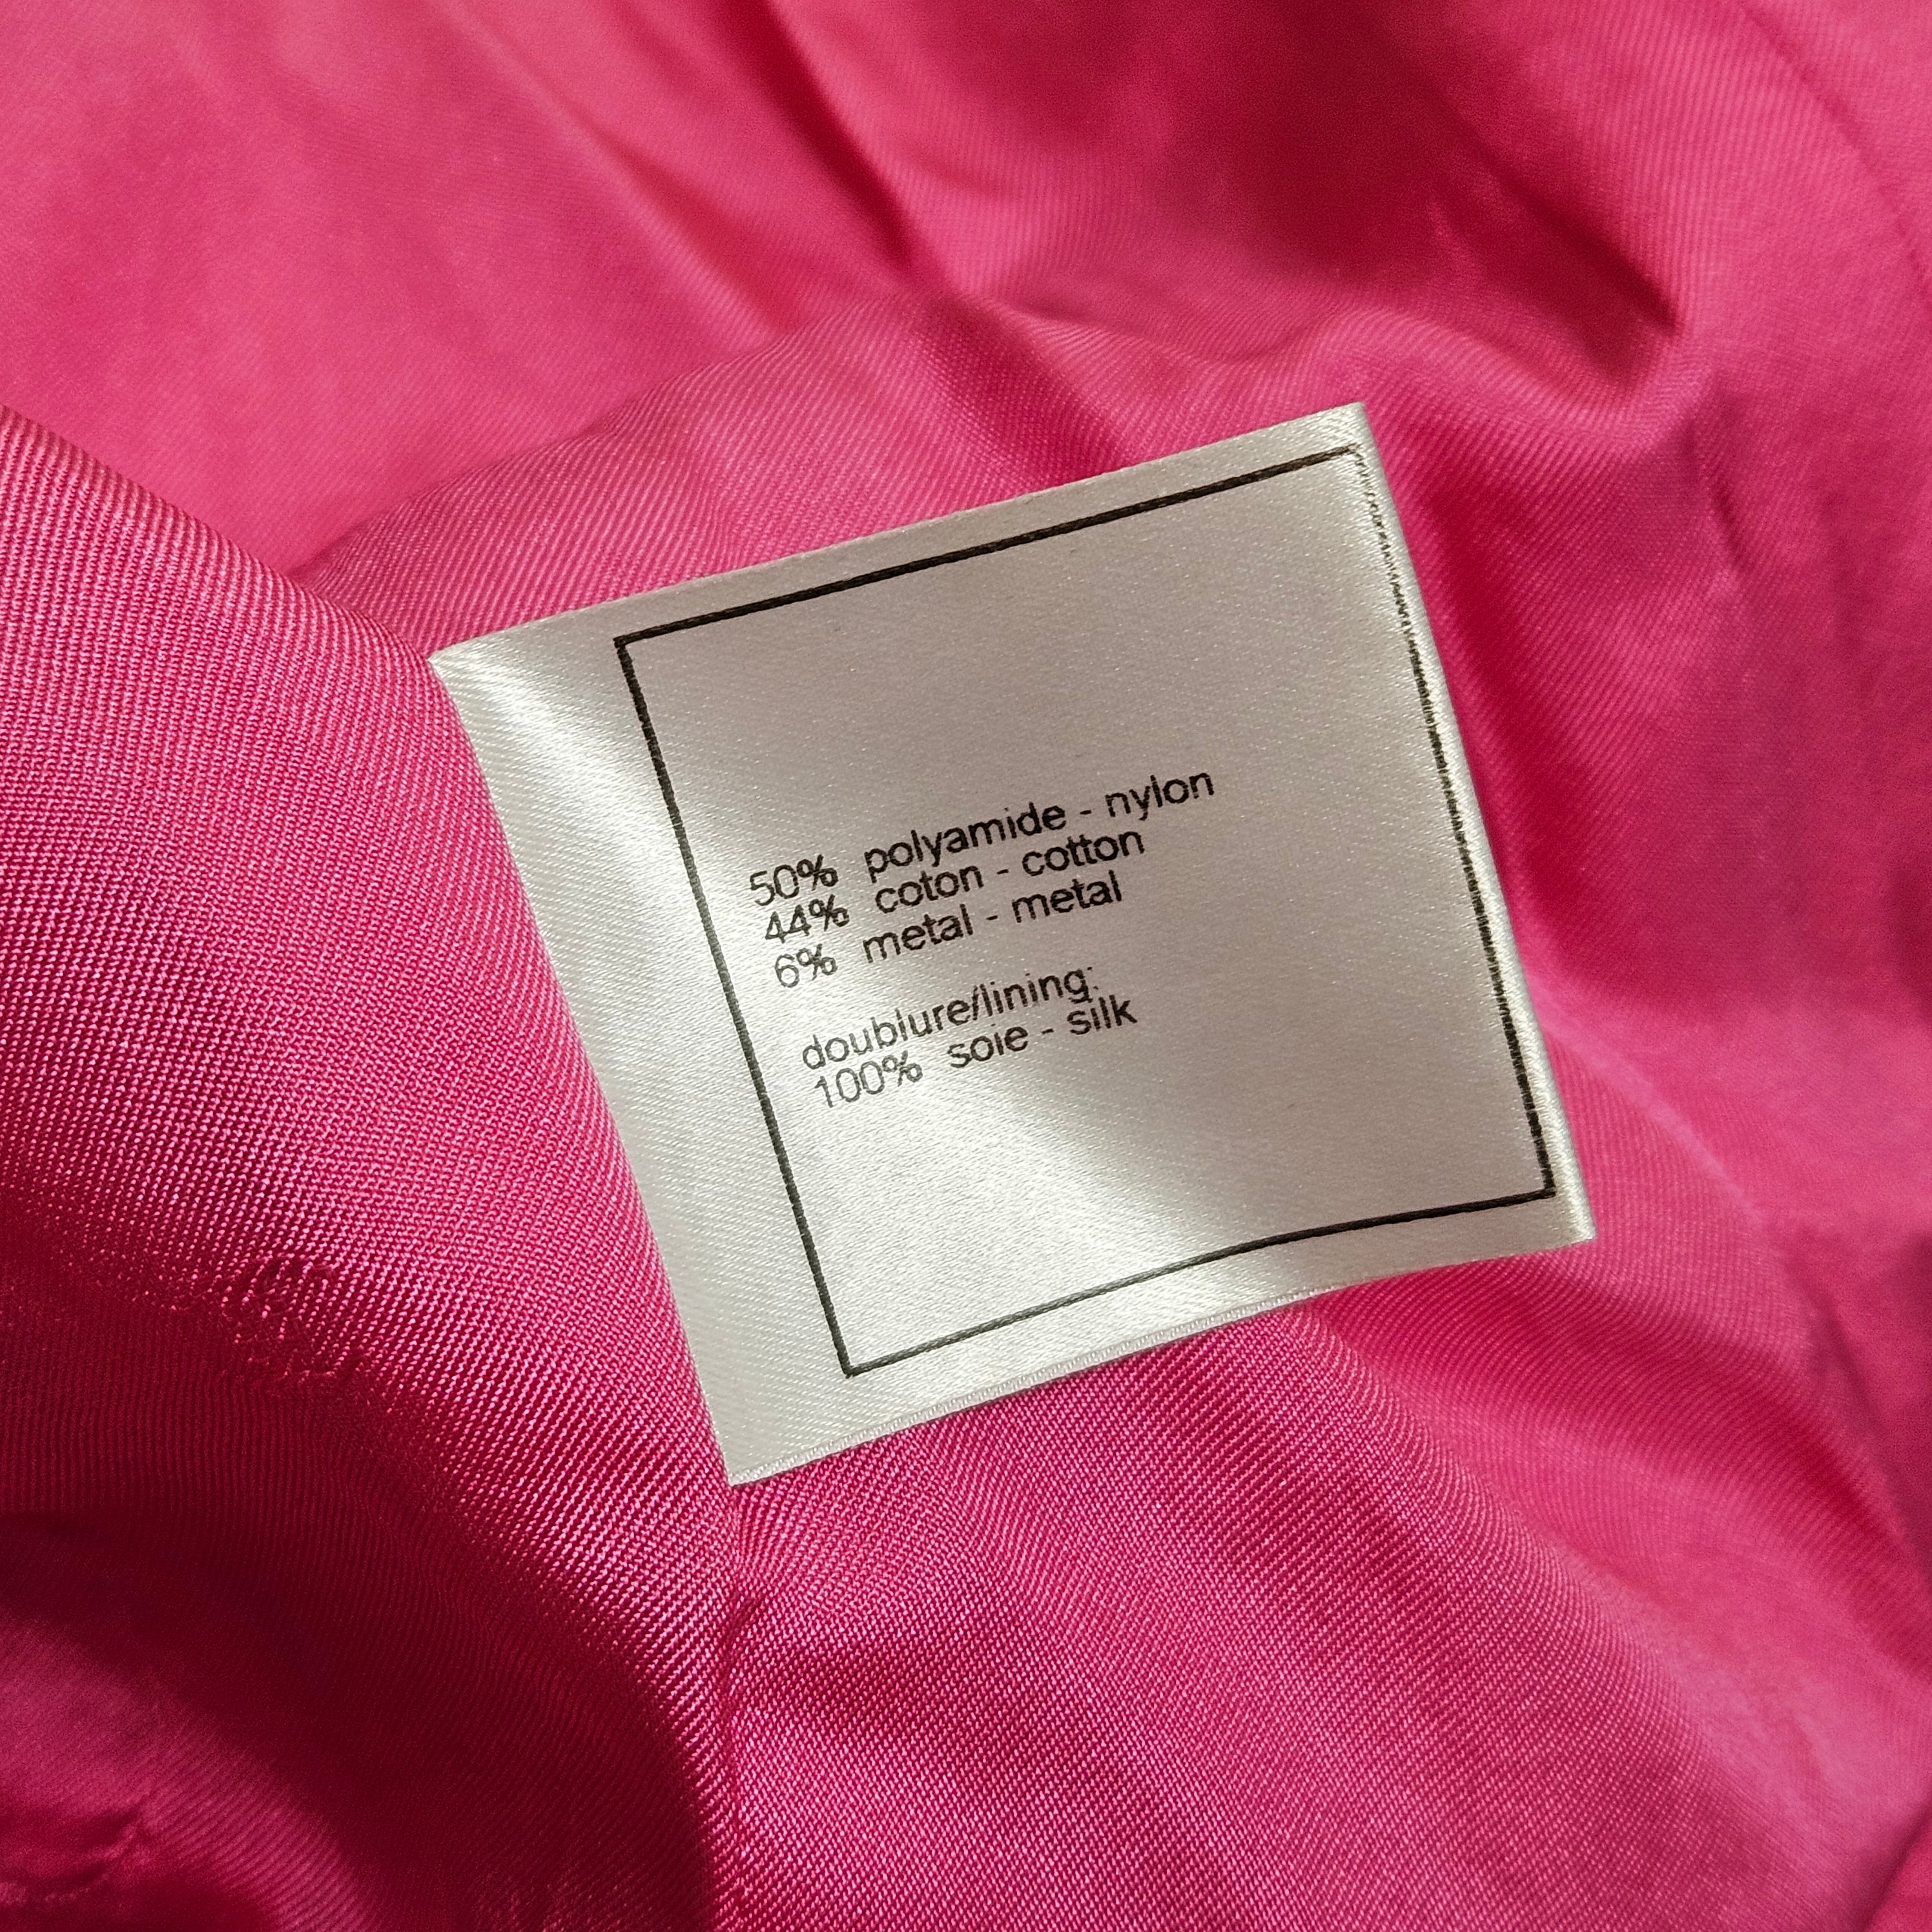 50% polyamide - nylon
44% coton - cotton
6% metal - metal
doublure/lining:
100% soie - silk